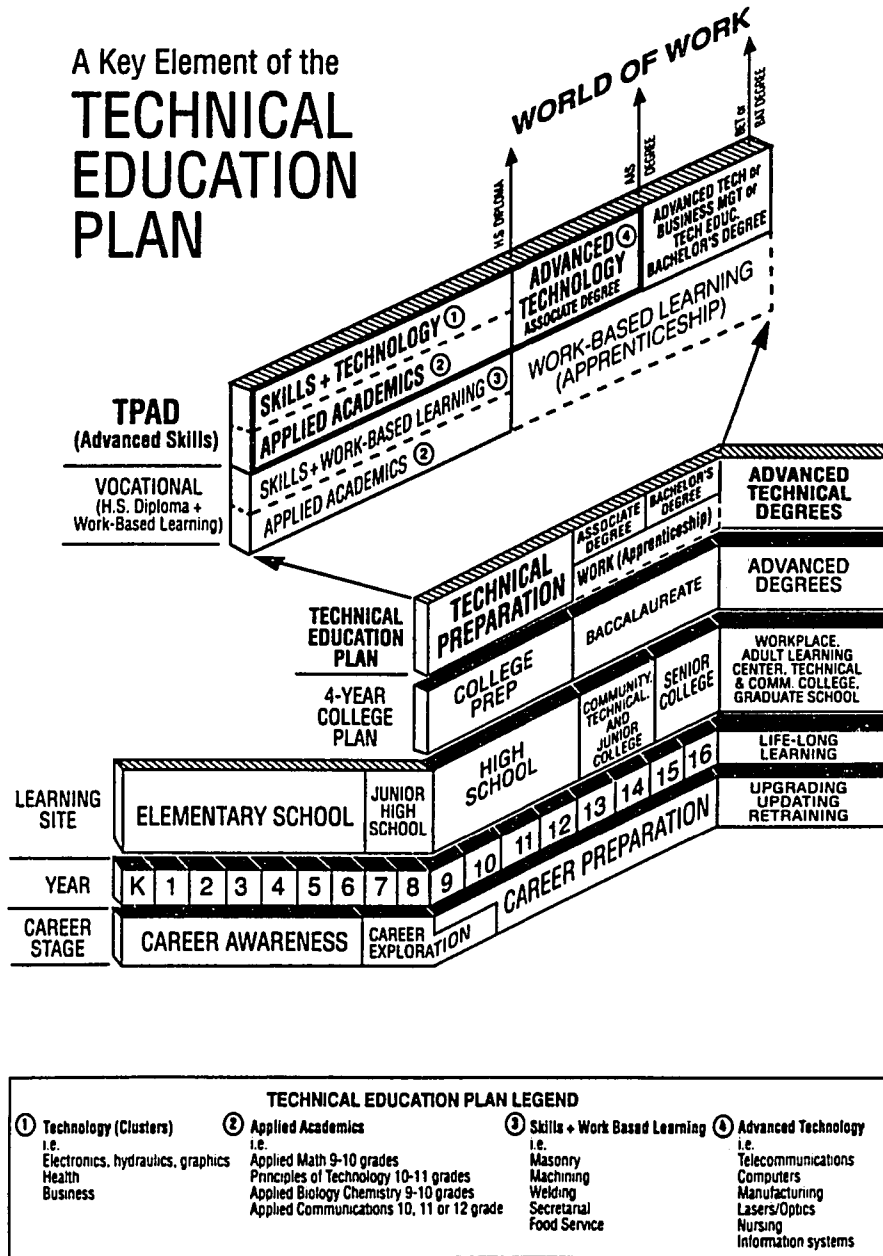 A Key Element of the
TECHNICAL
EDUCATION
PLAN
WORLD OF WORK
H.S. DIPLOMA
AAS
DEGREE
BET or
BAT DEGREE
SKILLS + TECHNOLOGY ①
APPLIED ACADEMICS ②
SKILLS + WORK-BASED LEARNING ③
APPLIED ACADEMICS ②
ADVANCED ④
TECHNOLOGY
ASSOCIATE DEGREE
ADVANCED TECH or
BUSINESS MGT or
TECH EDUC.
BACHELOR'S DEGREE
WORK-BASED LEARNING
(APPRENTICESHIP)
TPAD
(Advanced Skills)
VOCATIONAL
(H.S. Diploma +
Work-Based Learning)
TECHNICAL
EDUCATION
PLAN
TECHNICAL
PREPARATION
ASSOCIATE
DEGREE
BACHELOR'S
DEGREE
WORK (Apprenticeship)
ADVANCED
TECHNICAL
DEGREES
4-YEAR
COLLEGE
PLAN
COLLEGE
PREP
BACCALAUREATE
ADVANCED
DEGREES
LEARNING
SITE
ELEMENTARY SCHOOL
JUNIOR
HIGH
SCHOOL
HIGH
SCHOOL
COMMUNITY,
TECHNICAL,
AND
JUNIOR
COLLEGE
SENIOR
COLLEGE
WORKPLACE,
ADULT LEARNING
CENTER, TECHNICAL
& COMM. COLLEGE,
GRADUATE SCHOOL
YEAR
K 1 2 3 4 5 6 7 8 9 10 11 12 13 14 15 16
LIFE-LONG
LEARNING
CAREER
STAGE
CAREER AWARENESS
CAREER
EXPLORATION
CAREER PREPARATION
UPGRADING
UPDATING
RETRAINING
TECHNICAL EDUCATION PLAN LEGEND
① Technology (Clusters)
i.e.
Electronics, hydraulics, graphics
Health
Business
② Applied Academics
i.e.
Applied Math 9-10 grades
Principles of Technology 10-11 grades
Applied Biology Chemistry 9-10 grades
Applied Communications 10, 11 or 12 grade
③ Skills + Work Based Learning
i.e.
Masonry
Machining
Welding
Secretarial
Food Service
④ Advanced Technology
i.e.
Telecommunications
Computers
Manufacturing
Lasers/Optics
Nursing
Information systems